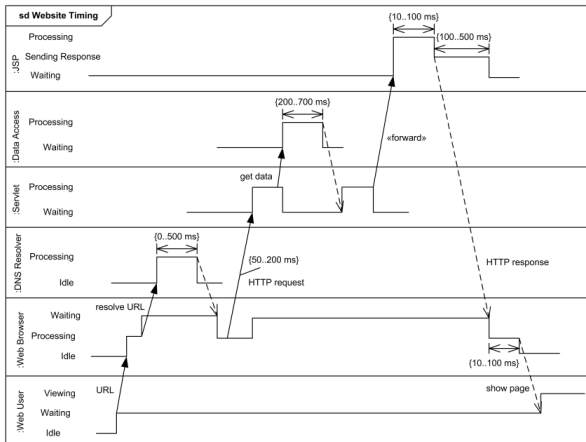 sd Website Timing
{10..100 ms}
{100..500 ms}
:JSP
Processing
Sending Response
Waiting
{200..700 ms}
:Data Access
Processing
Waiting
«forward»
get data
:Servlet
Processing
Waiting
{0..500 ms}
:DNS Resolver
Processing
Idle
{50..200 ms}
HTTP request
HTTP response
resolve URL
:Web Browser
Waiting
Processing
Idle
{10..100 ms}
show page
:Web User
Viewing
URL
Waiting
Idle